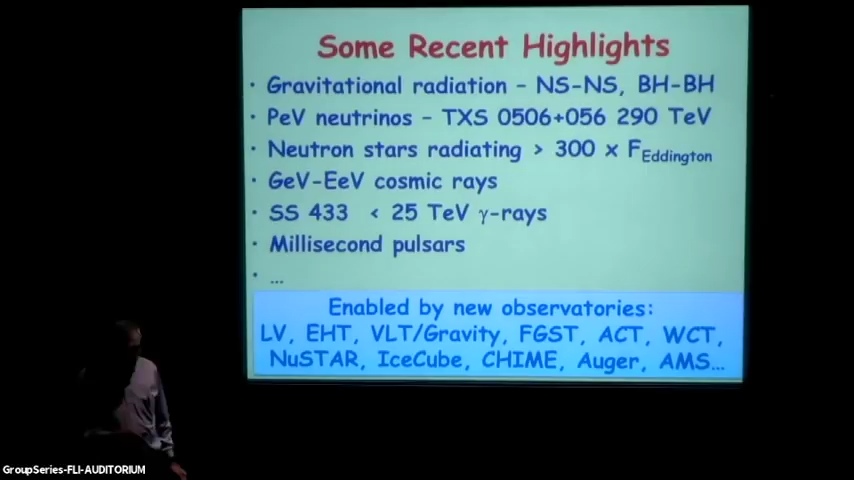 Some Recent Highlights
• Gravitational radiation – NS-NS, BH-BH
• PeV neutrinos – TXS 0506+056 290 TeV
• Neutron stars radiating > 300 x F_Eddington
• GeV-EeV cosmic rays
• SS 433 < 25 TeV γ-rays
• Millisecond pulsars
• ...
Enabled by new observatories:
LV, EHT, VLT/Gravity, FGST, ACT, WCT,
NuSTAR, IceCube, CHIME, Auger, AMS…
GroupSeries-FLI-AUDITORIUM